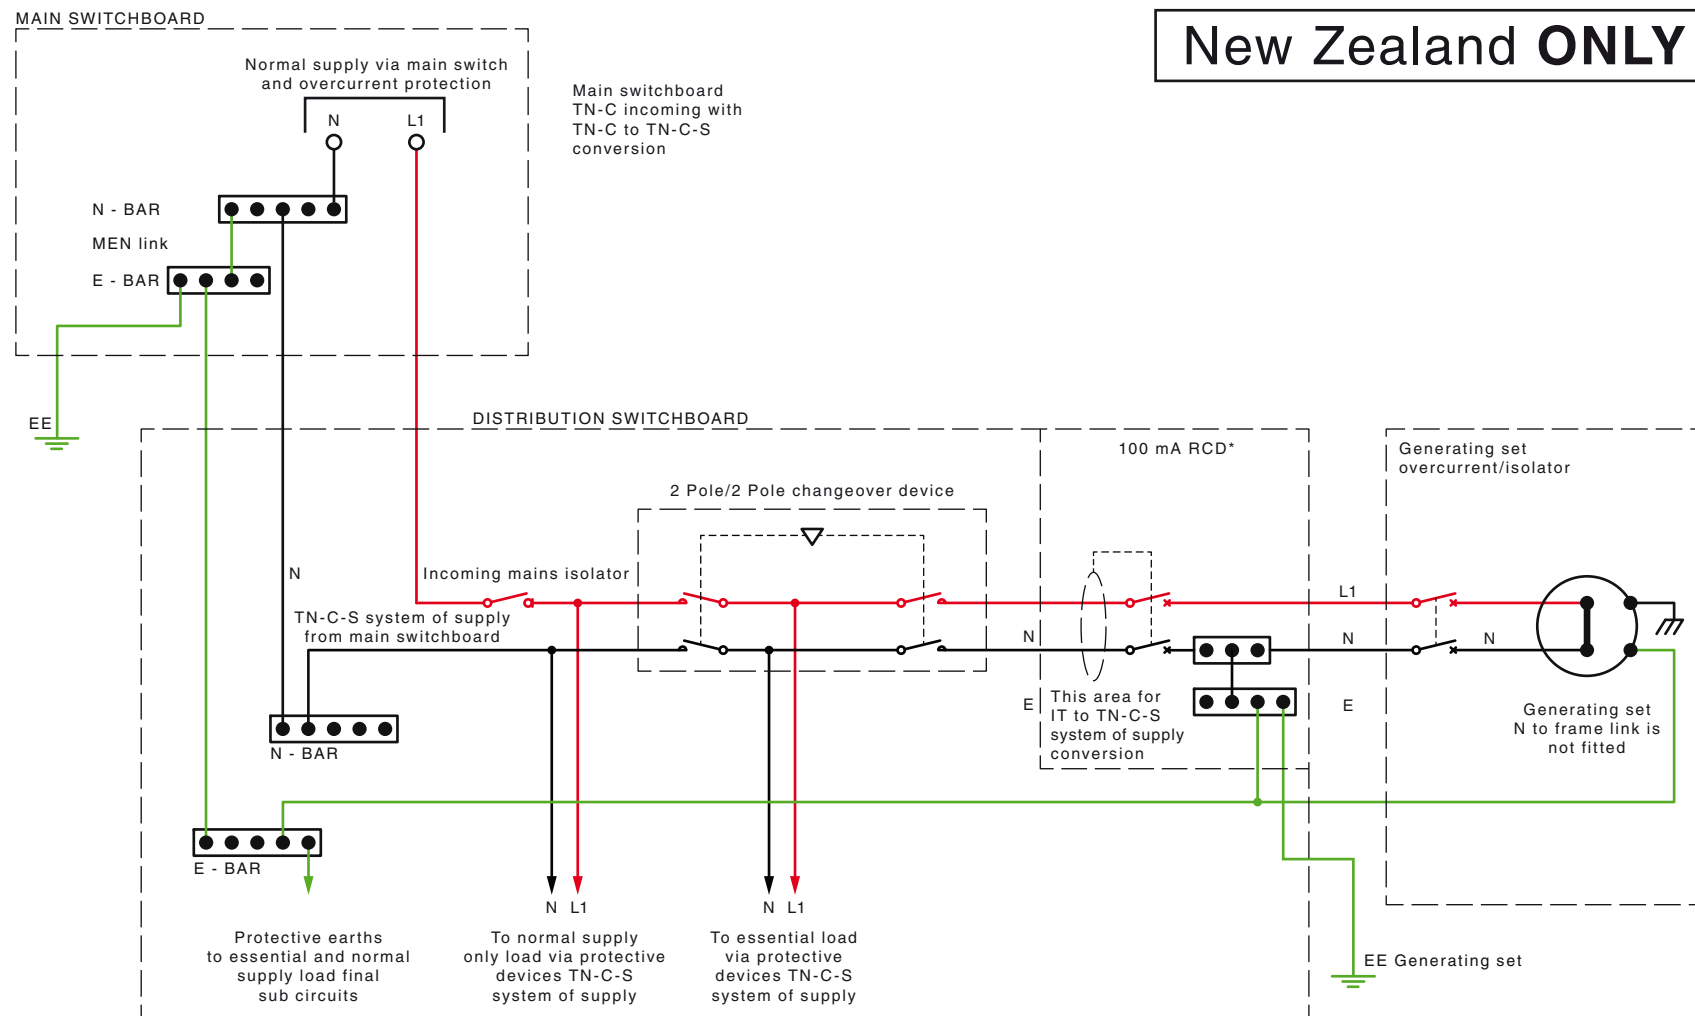 MAIN SWITCHBOARD
New Zealand ONLY
Normal supply via main switch
and overcurrent protection
N
L1
Main switchboard
TN-C incoming with
TN-C to TN-C-S
conversion
N - BAR
MEN link
E - BAR
EE
DISTRIBUTION SWITCHBOARD
100 mA RCD*
Generating set
overcurrent/isolator
2 Pole/2 Pole changeover device
N
Incoming mains isolator
TN-C-S system of supply
from main switchboard
L1
N
N
N
E
This area for
IT to TN-C-S
system of supply
conversion
E
Generating set
N to frame link is
not fitted
N - BAR
E - BAR
N L1
N L1
Protective earths
to essential and normal
supply load final
sub circuits
To normal supply
only load via protective
devices TN-C-S
system of supply
To essential load
via protective
devices TN-C-S
system of supply
EE Generating set